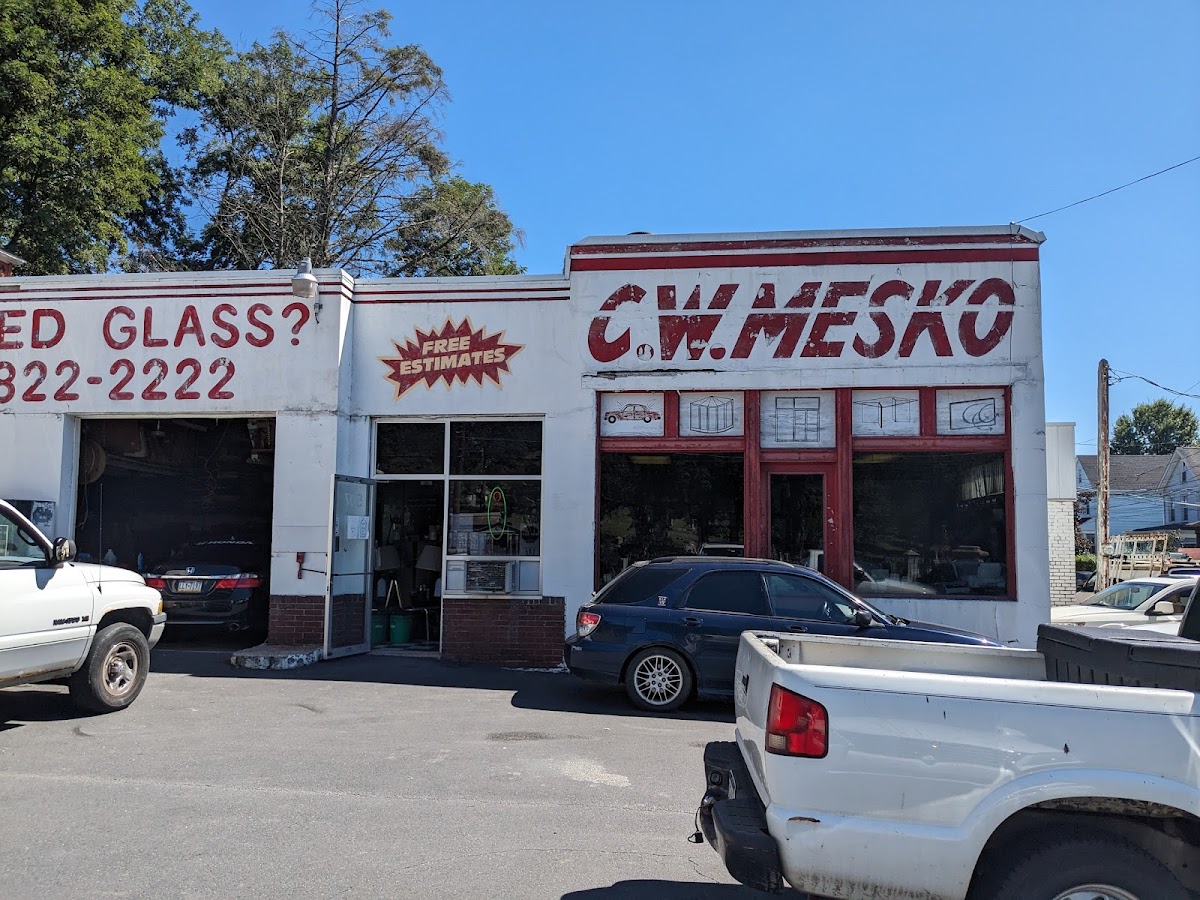 ED GLASS?
822-2222
FREE
ESTIMATES
C.W.MESKO